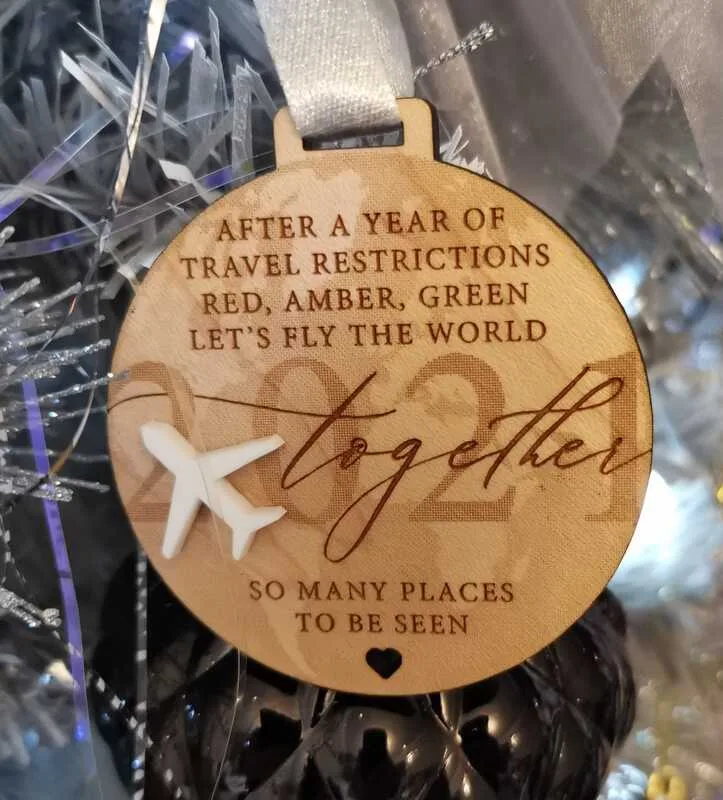 AFTER A YEAR OF
TRAVEL RESTRICTIONS
RED, AMBER, GREEN
LET'S FLY THE WORLD
2021
together
SO MANY PLACES
TO BE SEEN